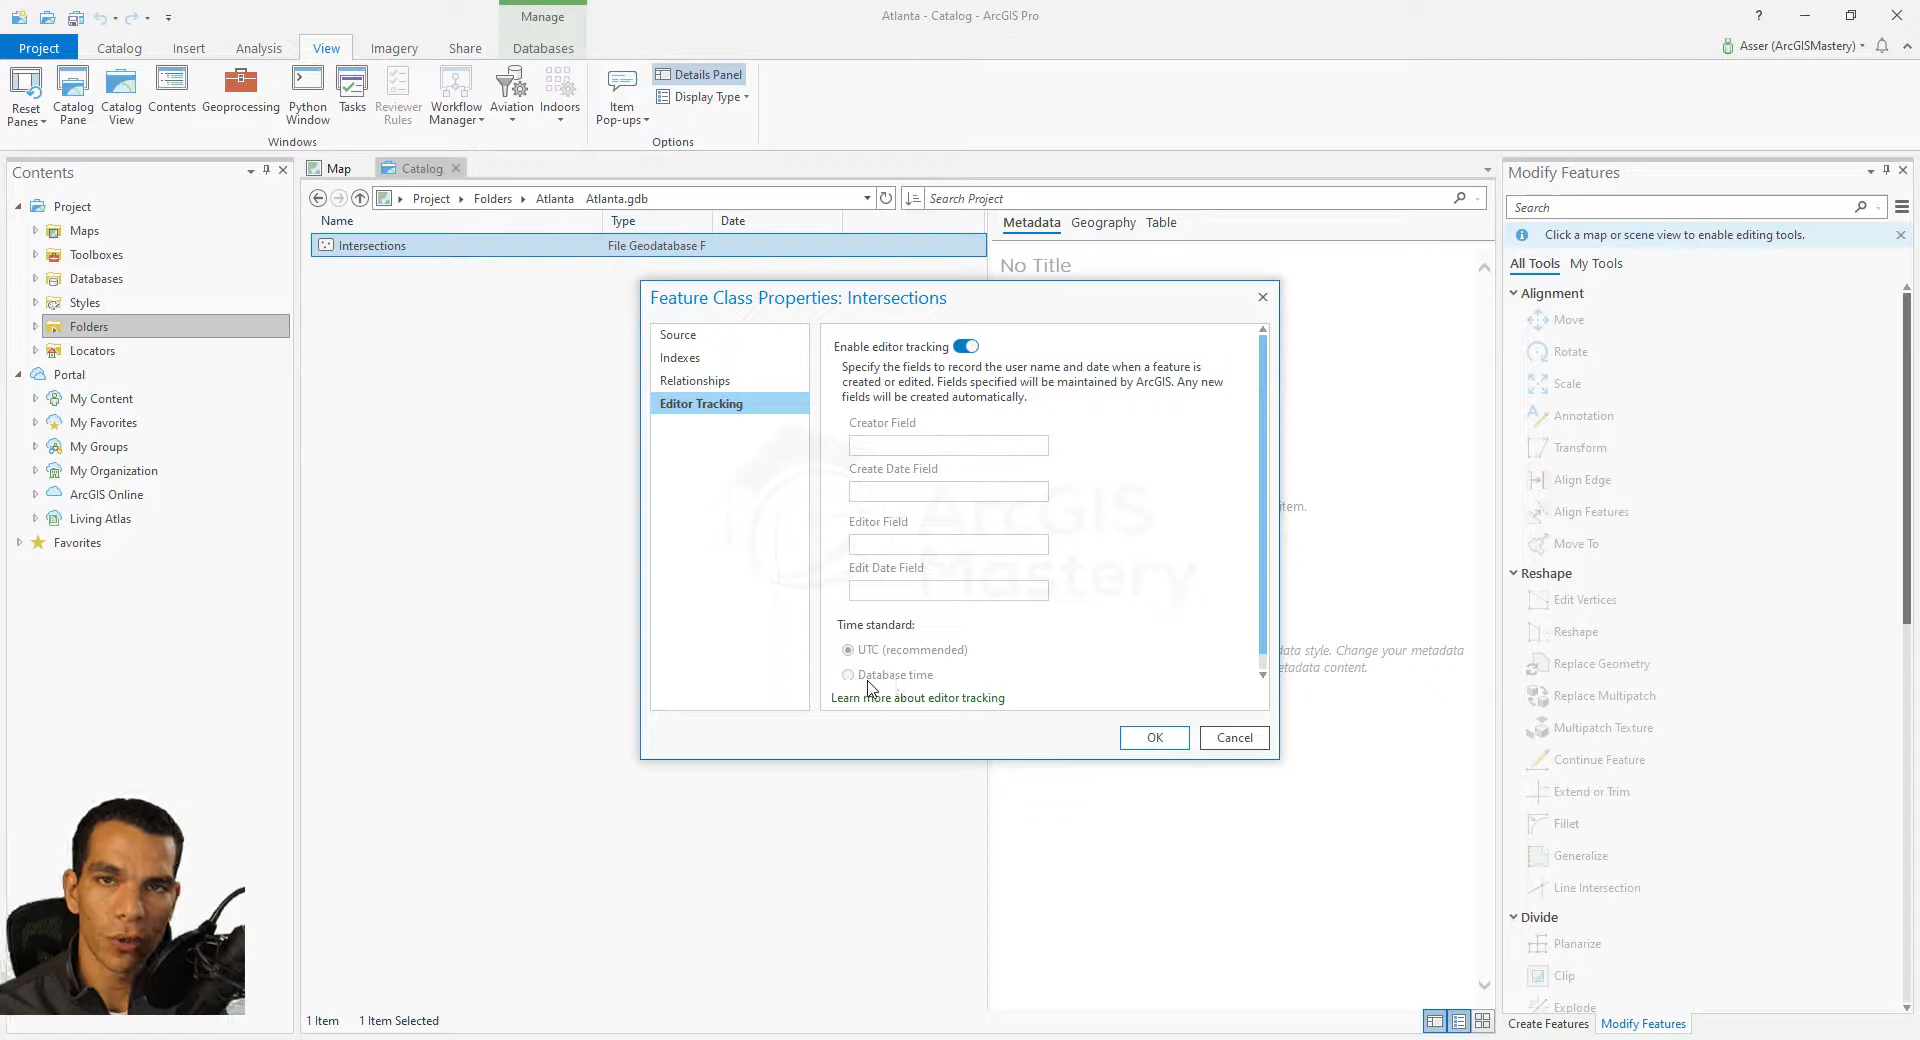 Manage
Atlanta - Catalog - ArcGIS Pro
?
Project
Catalog
Insert
Analysis
View
Imagery
Share
Databases
Asser (ArcGISMastery)
Reset Panes
Catalog Pane
Catalog View
Contents
Geoprocessing
Python Window
Tasks
Reviewer Rules
Workflow Manager
Aviation
Indoors
Item Pop-ups
Details Panel
Display Type
Windows
Options
Contents
Project
Maps
Toolboxes
Databases
Styles
Folders
Locators
Portal
My Content
My Favorites
My Groups
My Organization
ArcGIS Online
Living Atlas
Favorites
Map
Catalog
Project
Folders
Atlanta
Atlanta.gdb
Search Project
Name
Type
Date
Intersections
File Geodatabase F
Metadata
Geography
Table
No Title
item.
data style. Change your metadata
etadata content.
Feature Class Properties: Intersections
Source
Indexes
Relationships
Editor Tracking
Enable editor tracking
Specify the fields to record the user name and date when a feature is
created or edited. Fields specified will be maintained by ArcGIS. Any new
fields will be created automatically.
Creator Field
Create Date Field
Editor Field
Edit Date Field
Time standard:
UTC (recommended)
Database time
Learn more about editor tracking
OK
Cancel
ArcGIS
Mastery
Modify Features
Search
Click a map or scene view to enable editing tools.
All Tools
My Tools
Alignment
Move
Rotate
Scale
Annotation
Transform
Align Edge
Align Features
Move To
Reshape
Edit Vertices
Reshape
Replace Geometry
Replace Multipatch
Multipatch Texture
Continue Feature
Extend or Trim
Fillet
Generalize
Line Intersection
Divide
Planarize
Clip
Explode
Create Features
Modify Features
1 Item
1 Item Selected